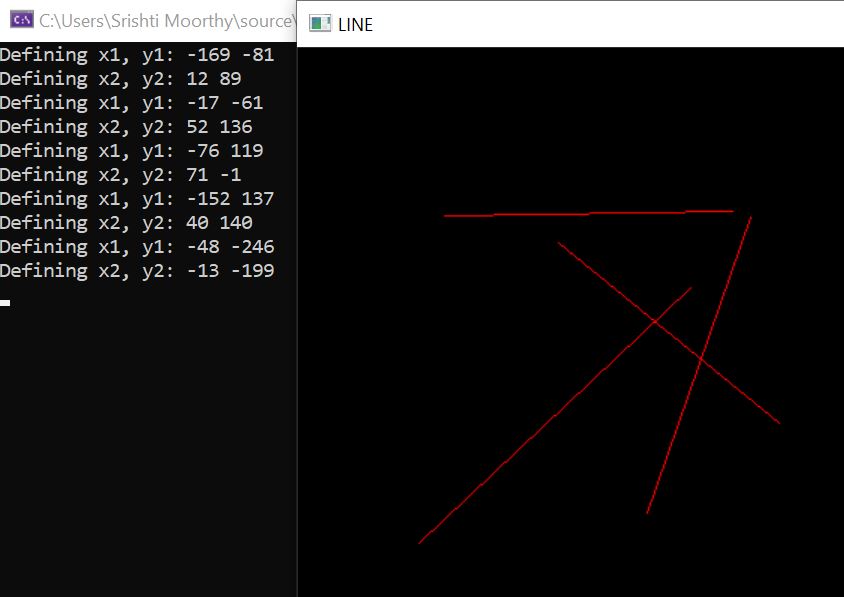 C:\Users\Srishti Moorthy\source\
LINE
Defining x1, y1: -169 -81
Defining x2, y2: 12 89
Defining x1, y1: -17 -61
Defining x2, y2: 52 136
Defining x1, y1: -76 119
Defining x2, y2: 71 -1
Defining x1, y1: -152 137
Defining x2, y2: 40 140
Defining x1, y1: -48 -246
Defining x2, y2: -13 -199